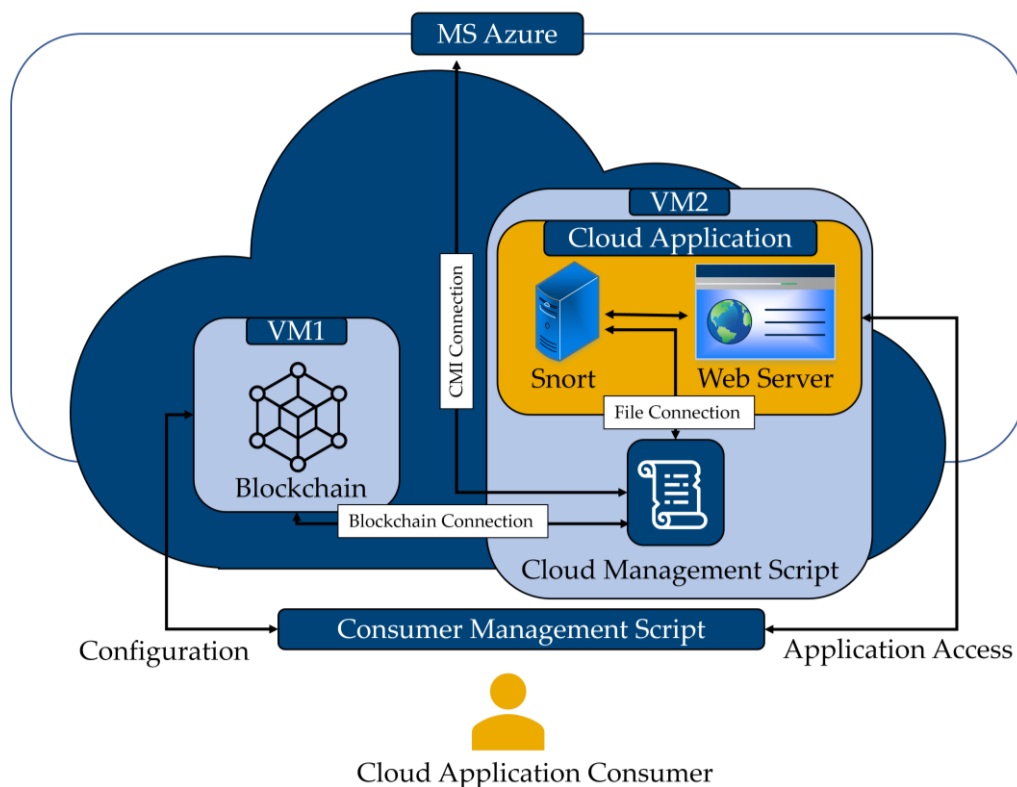 MS Azure
VM2
Cloud Application
Snort
Web Server
File Connection
CMI Connection
VM1
Blockchain
Blockchain Connection
Cloud Management Script
Consumer Management Script
Configuration
Application Access
Cloud Application Consumer